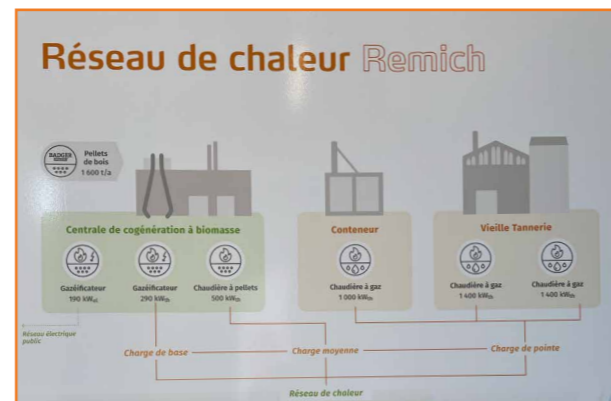 Réseau de chaleur Remich
BADGER
Pellets
de bois
1 600 t/a
Centrale de cogénération à biomasse
Conteneur
Vieille Tannerie
Gazéificateur
190 kWel
Gazéificateur
290 kWth
Chaudière à pellets
500 kWth
Chaudière à gaz
1 000 kWth
Chaudière à gaz
1 400 kWth
Chaudière à gaz
1 400 kWth
Réseau électrique
public
Charge de base
Charge moyenne
Charge de pointe
Réseau de chaleur